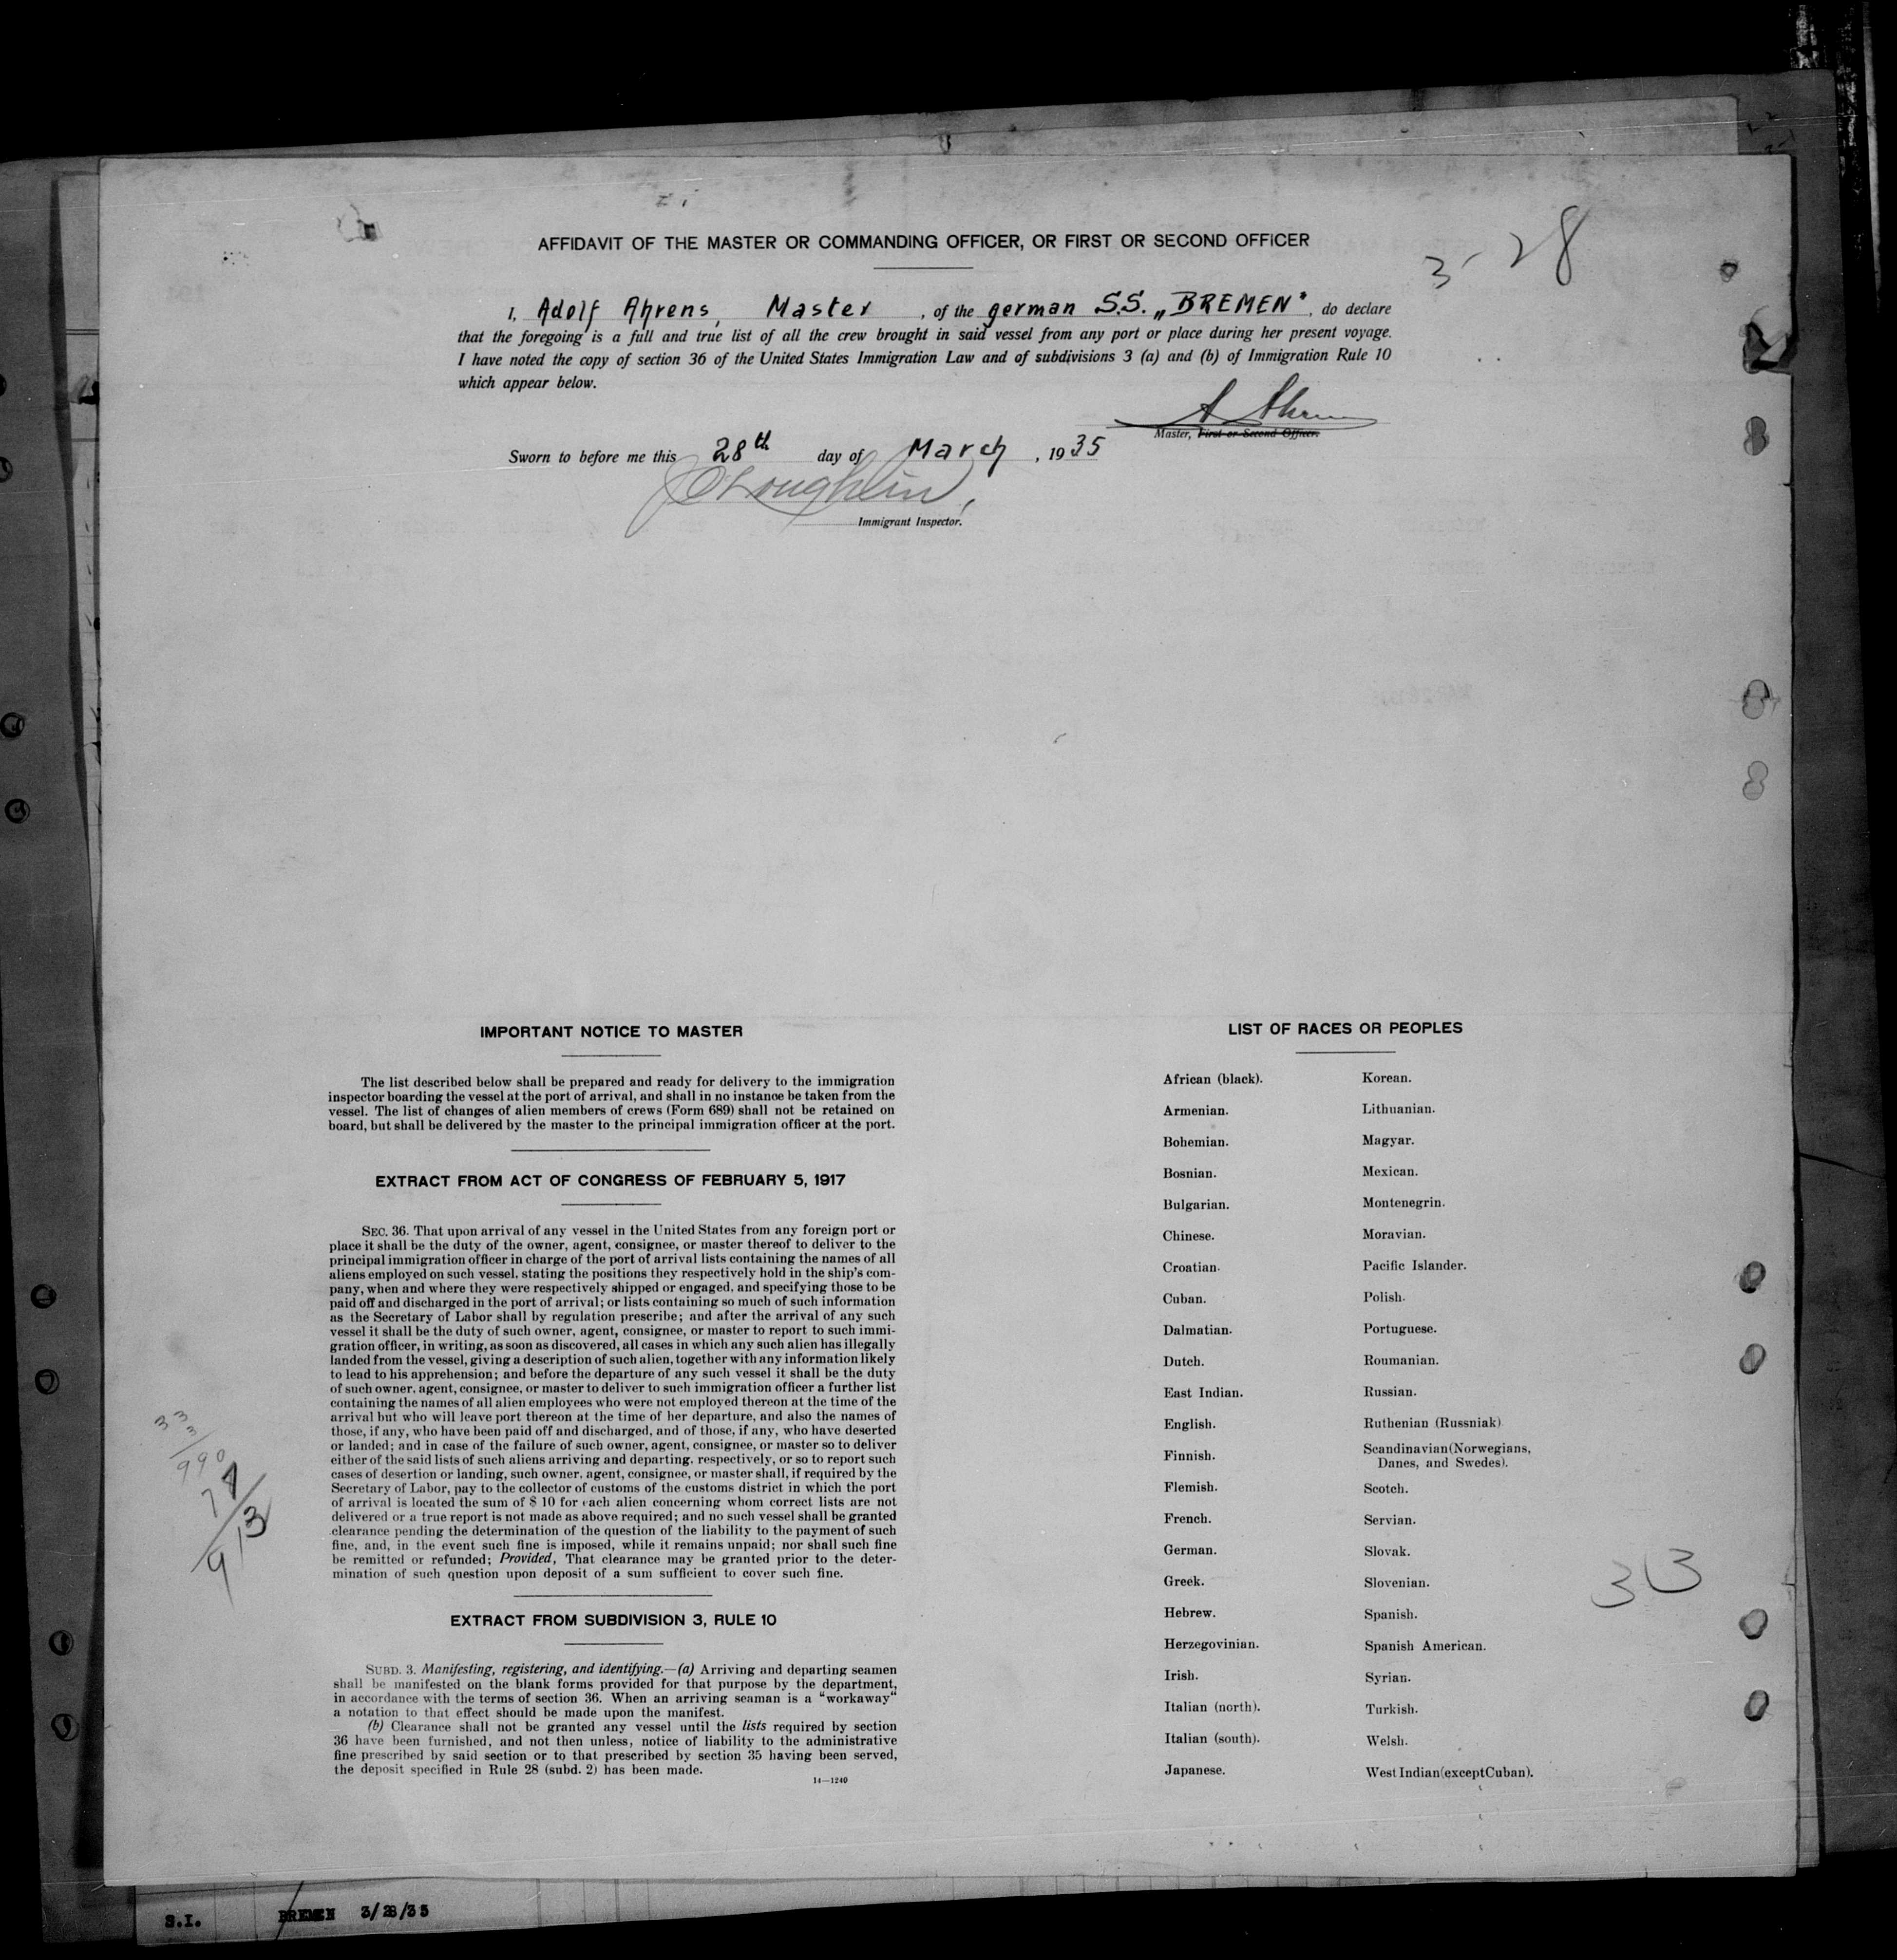 AFFIDAVIT OF THE MASTER OR COMMANDING OFFICER, OR FIRST OR SECOND OFFICER
3-28
I, Adolf Ahrens, Master, of the german S.S. „BREMEN", do declare
that the foregoing is a full and true list of all the crew brought in said vessel from any port or place during her present voyage.
I have noted the copy of section 36 of the United States Immigration Law and of subdivisions 3 (a) and (b) of Immigration Rule 10
which appear below.
A Ahrens
Master, First or Second Officer.
Sworn to before me this 28th day of March, 1935
O'Loughlin,
Immigrant Inspector.
IMPORTANT NOTICE TO MASTER
The list described below shall be prepared and ready for delivery to the immigration
inspector boarding the vessel at the port of arrival, and shall in no instance be taken from the
vessel. The list of changes of alien members of crews (Form 689) shall not be retained on
board, but shall be delivered by the master to the principal immigration officer at the port.
EXTRACT FROM ACT OF CONGRESS OF FEBRUARY 5, 1917
SEC. 36. That upon arrival of any vessel in the United States from any foreign port or
place it shall be the duty of the owner, agent, consignee, or master thereof to deliver to the
principal immigration officer in charge of the port of arrival lists containing the names of all
aliens employed on such vessel, stating the positions they respectively hold in the ship's com-
pany, when and where they were respectively shipped or engaged, and specifying those to be
paid off and discharged in the port of arrival; or lists containing so much of such information
as the Secretary of Labor shall by regulation prescribe; and after the arrival of any such
vessel it shall be the duty of such owner, agent, consignee, or master to report to such immi-
gration officer, in writing, as soon as discovered, all cases in which any such alien has illegally
landed from the vessel, giving a description of such alien, together with any information likely
to lead to his apprehension; and before the departure of any such vessel it shall be the duty
of such owner, agent, consignee, or master to deliver to such immigration officer a further list
containing the names of all alien employees who were not employed thereon at the time of the
arrival but who will leave port thereon at the time of her departure, and also the names of
those, if any, who have been paid off and discharged, and of those, if any, who have deserted
or landed; and in case of the failure of such owner, agent, consignee, or master so to deliver
either of the said lists of such aliens arriving and departing, respectively, or so to report such
cases of desertion or landing, such owner, agent, consignee, or master shall, if required by the
Secretary of Labor, pay to the collector of customs of the customs district in which the port
of arrival is located the sum of $ 10 for each alien concerning whom correct lists are not
delivered or a true report is not made as above required; and no such vessel shall be granted
clearance pending the determination of the question of the liability to the payment of such
fine, and, in the event such fine is imposed, while it remains unpaid; nor shall such fine
be remitted or refunded; Provided, That clearance may be granted prior to the deter-
mination of such question upon deposit of a sum sufficient to cover such fine.
EXTRACT FROM SUBDIVISION 3, RULE 10
SUBD. 3. Manifesting, registering, and identifying.—(a) Arriving and departing seamen
shall be manifested on the blank forms provided for that purpose by the department,
in accordance with the terms of section 36. When an arriving seaman is a “workaway“
a notation to that effect should be made upon the manifest.
(b) Clearance shall not be granted any vessel until the lists required by section
36 have been furnished, and not then unless, notice of liability to the administrative
fine prescribed by said section or to that prescribed by section 35 having been served,
the deposit specified in Rule 28 (subd. 2) has been made.
14—1240
33
3
990
77
913
LIST OF RACES OR PEOPLES
African (black). Korean.
Armenian. Lithuanian.
Bohemian. Magyar.
Bosnian. Mexican.
Bulgarian. Montenegrin.
Chinese. Moravian.
Croatian. Pacific Islander.
Cuban. Polish.
Dalmatian. Portuguese.
Dutch. Roumanian.
East Indian. Russian.
English. Ruthenian (Russniak)
Finnish. Scandinavian(Norwegians,
Danes, and Swedes).
Flemish. Scotch.
French. Servian.
German. Slovak.
Greek. Slovenian.
Hebrew. Spanish.
Herzegovinian. Spanish American.
Irish. Syrian.
Italian (north). Turkish.
Italian (south). Welsh.
Japanese. West Indian(exceptCuban).
33
S.I. BREMEN 3/28/35